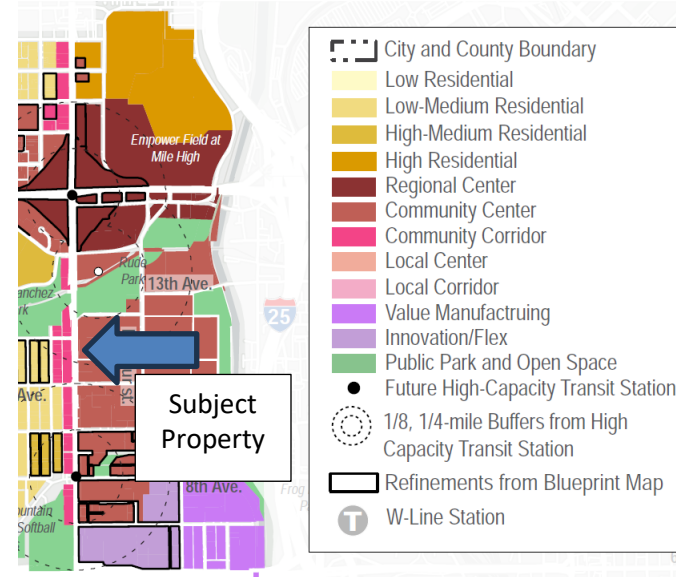 Empower Field at
Mile High
Rude
Park
13th Ave.
25
Ave.
Subject
Property
8th Ave.
Softball
City and County Boundary
Low Residential
Low-Medium Residential
High-Medium Residential
High Residential
Regional Center
Community Center
Community Corridor
Local Center
Local Corridor
Value Manufactruing
Innovation/Flex
Public Park and Open Space
Future High-Capacity Transit Station
1/8, 1/4-mile Buffers from High
Capacity Transit Station
Refinements from Blueprint Map
T
W-Line Station